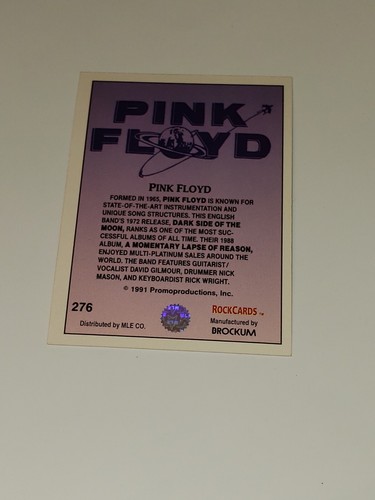 PINK
FLOYD
PINK FLOYD
FORMED IN 1965, PINK FLOYD IS KNOWN FOR
STATE-OF-THE-ART INSTRUMENTATION AND
UNIQUE SONG STRUCTURES. THIS ENGLISH
BAND'S 1972 RELEASE, DARK SIDE OF THE
MOON, RANKS AS ONE OF THE MOST SUC-
CESSFUL ALBUMS OF ALL TIME. THEIR 1988
ALBUM, A MOMENTARY LAPSE OF REASON,
ENJOYED MULTI-PLATINUM SALES AROUND THE
WORLD. THE BAND FEATURES GUITARIST/
VOCALIST DAVID GILMOUR, DRUMMER NICK
MASON, AND KEYBOARDIST RICK WRIGHT.
© 1991 Promoproductions, Inc.
276
Distributed by MLE CO.
ROCKCARDS™
Manufactured by
BROCKUM